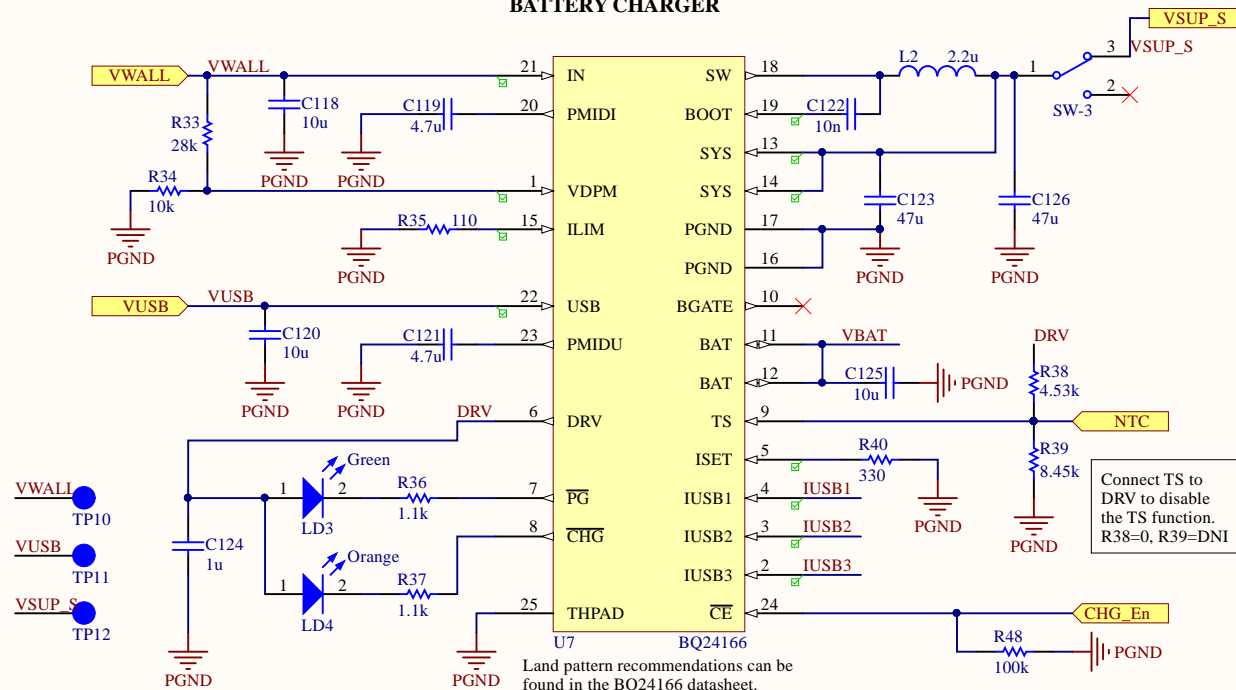 BATTERY CHARGER
VSUP_S
VWALL
VWALL
21
IN
SW
18
L2
2.2u
1
3
VSUP_S
2
SW-3
C118
10u
PGND
C119
4.7u
PGND
20
PMIDI
BOOT
19
C122
10n
R33
28k
SYS
13
R34
10k
PGND
1
VDPM
SYS
14
C123
47u
PGND
C126
47u
PGND
R35
110
PGND
15
ILIM
PGND
17
PGND
16
VUSB
VUSB
22
USB
BGATE
10
C120
10u
PGND
C121
4.7u
PGND
23
PMIDU
BAT
11
VBAT
BAT
12
C125
10u
PGND
DRV
R38
4.53k
DRV
6
DRV
TS
9
NTC
R39
8.45k
PGND
Green
1
2
LD3
R36
1.1k
7
PG
ISET
5
R40
330
PGND
Connect TS to
DRV to disable
the TS function.
R38=0, R39=DNI
IUSB1
4
IUSB1
8
CHG
IUSB2
3
IUSB2
Orange
1
2
LD4
R37
1.1k
IUSB3
2
IUSB3
C124
1u
PGND
VWALL
TP10
VUSB
TP11
VSUP_S
TP12
25
THPAD
PGND
CE
24
CHG_En
R48
100k
PGND
U7
BQ24166
Land pattern recommendations can be
found in the BQ24166 datasheet.